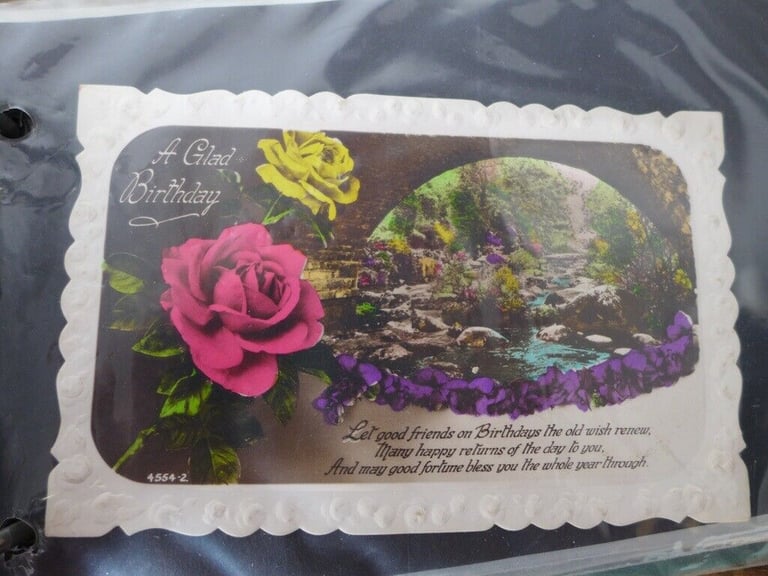 A Glad
Birthday
Let good friends on Birthdays the old wish renew,
Many happy returns of the day to you,
And may good fortune bless you the whole year through.
4554-2.